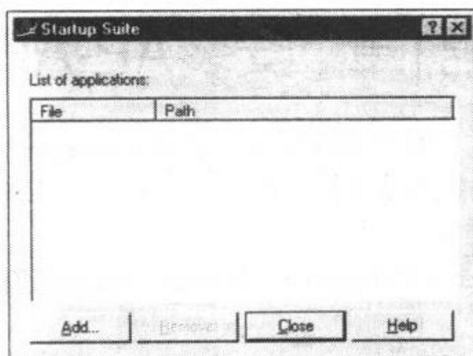 Startup Suite
List of applications:
File Path
Add... Remove Close Help